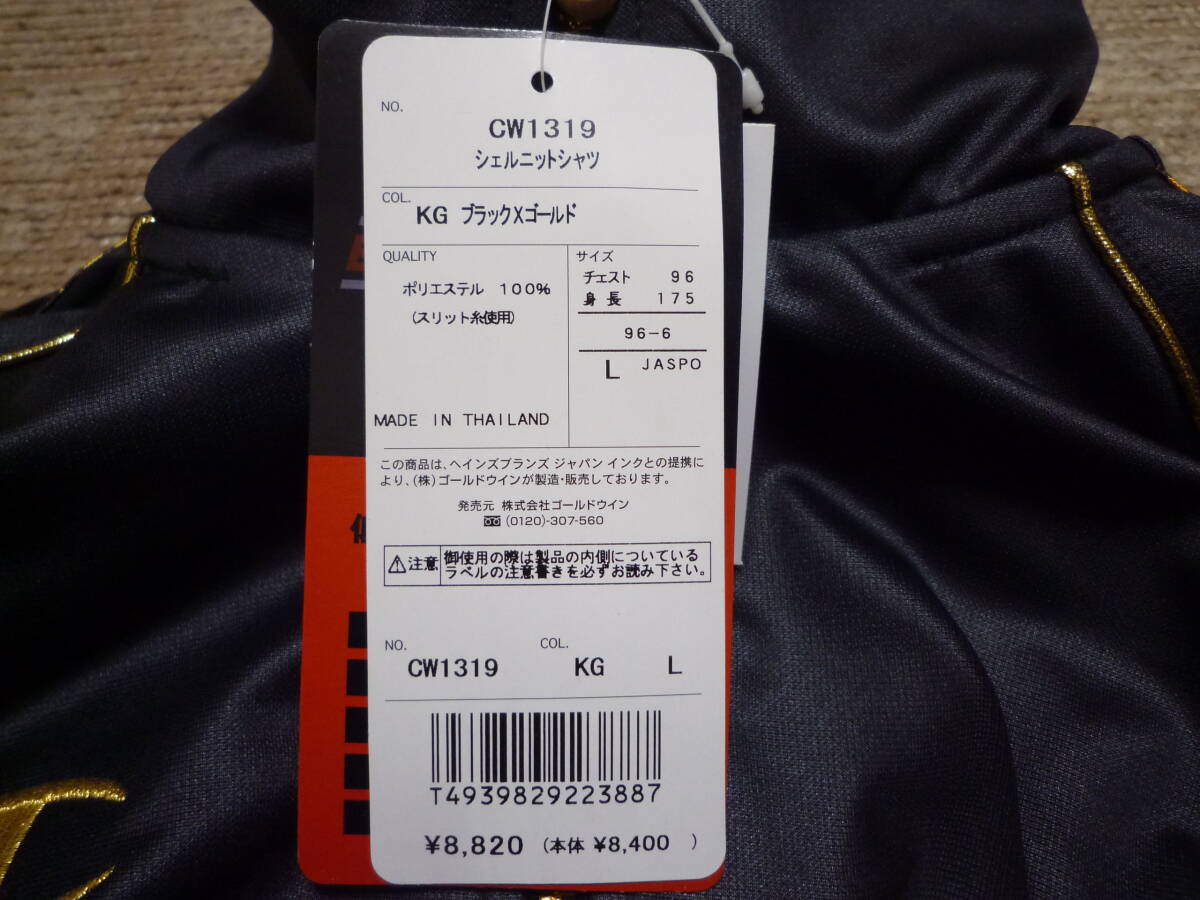 NO.
CW1319
シェルニットシャツ
COL.
KG ブラックXゴールド
QUALITY
ポリエステル 100%
(スリット糸使用)
サイズ
チェスト 96
身長 175
96-6
L JASPO
MADE IN THAILAND
この商品は、ヘインズブランズ ジャパン インクとの提携に
より、(株)ゴールドウインが製造・販売しております。
発売元 株式会社ゴールドウイン
(0120)-307-560
注意 御使用の際は製品の内側についている
ラベルの注意書きを必ずお読み下さい。
NO. COL.
CW1319 KG L
T4939829223887
¥8,820 (本体 ¥8,400 )